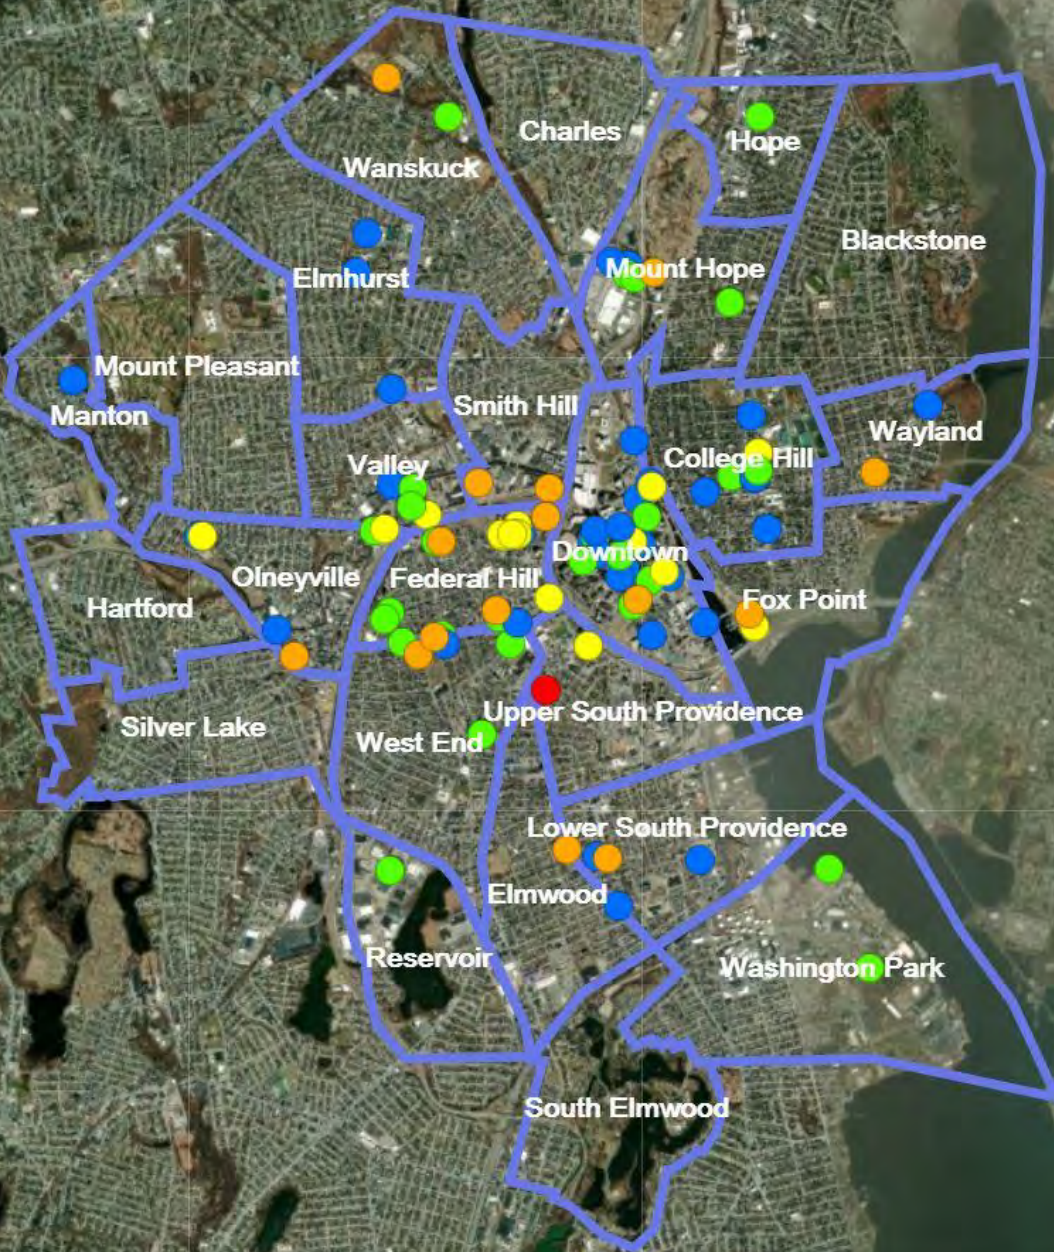 Charles
Hope
Wanskuck
Blackstone
Mount Hope
Elmhurst
Mount Pleasant
Smith Hill
Manton
Wayland
College Hill
Valley
Downtown
Olneyville
Federal Hill
Fox Point
Hartford
Upper South Providence
Silver Lake
West End
Lower South Providence
Elmwood
Reservoir
Washington Park
South Elmwood